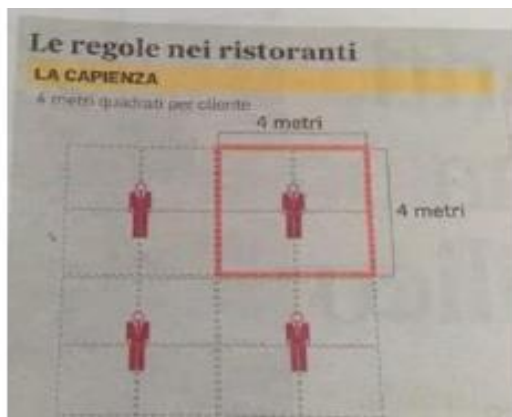 Le regole nei ristoranti
LA CAPIENZA
4 metri quadrati per cliente
4 metri
4 metri